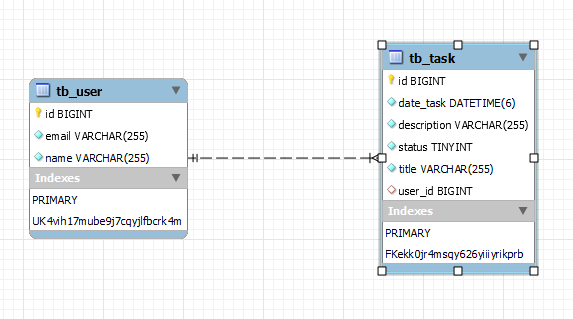 tb_user
id BIGINT
email VARCHAR(255)
name VARCHAR(255)
Indexes
PRIMARY
UK4vih17mube9j7cqyjlfbcrk4m
tb_task
id BIGINT
date_task DATETIME(6)
description VARCHAR(255)
status TINYINT
title VARCHAR(255)
user_id BIGINT
Indexes
PRIMARY
FKekk0jr4msqy626yiiiyrikprb